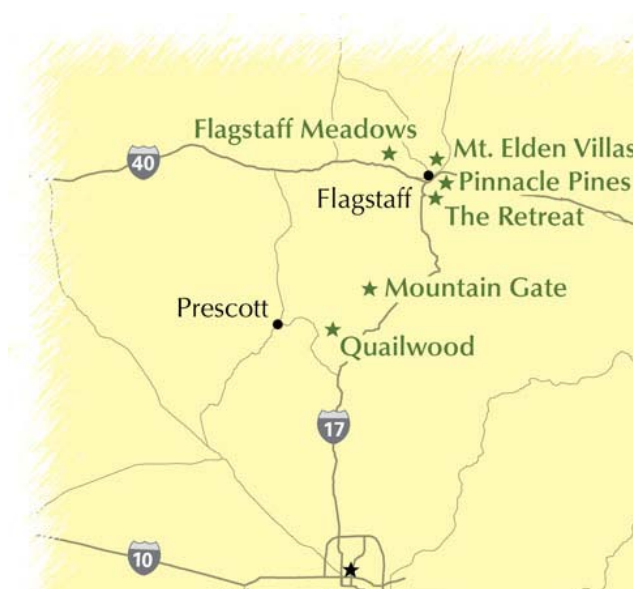 Flagstaff Meadows
Mt. Elden Villas
40
Pinnacle Pines
Flagstaff
The Retreat
Mountain Gate
Prescott
Quailwood
17
10